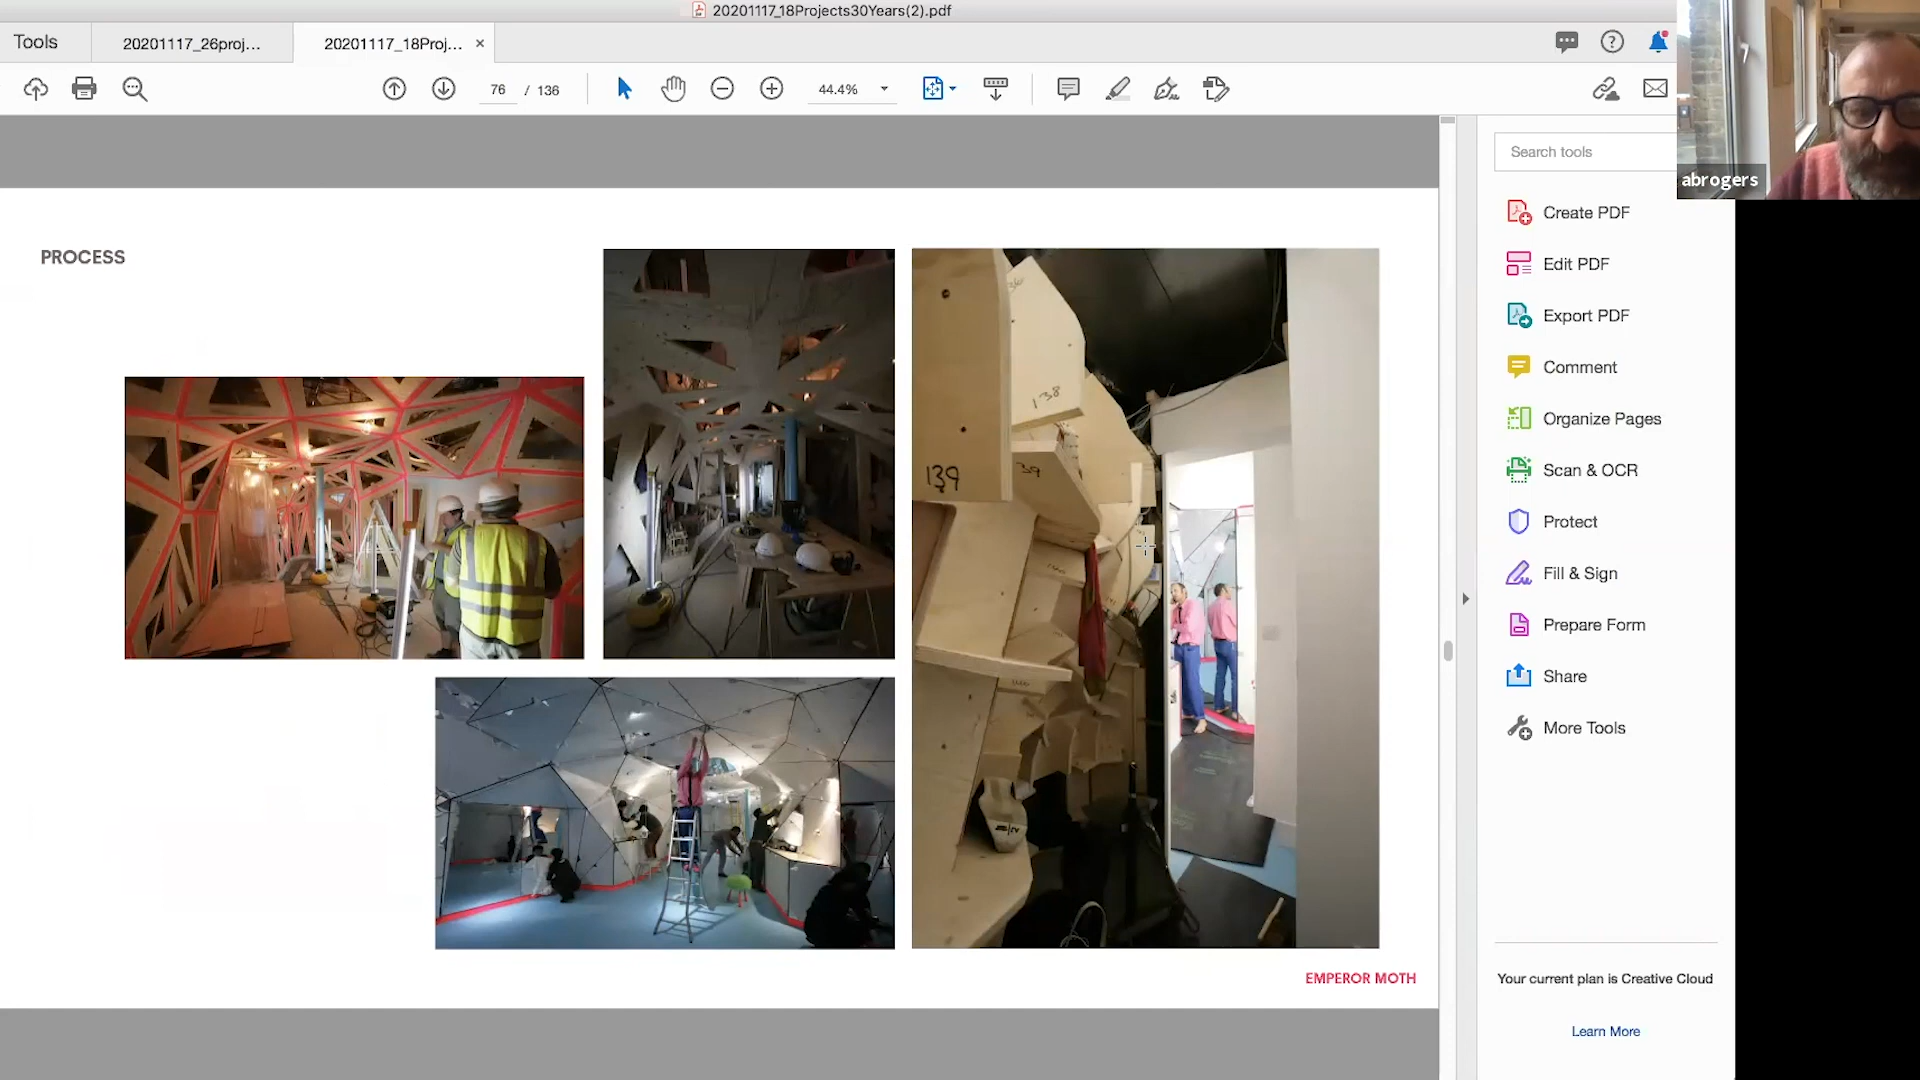 20201117_18Projects30Years(2).pdf
Tools
20201117_26proj...
20201117_18Proj...
76 / 136
44.4%
Search tools
abrogers
Create PDF
Edit PDF
Export PDF
Comment
Organize Pages
Scan & OCR
Protect
Fill & Sign
Prepare Form
Share
More Tools
Your current plan is Creative Cloud
Learn More
PROCESS
138
139
39
EMPEROR MOTH